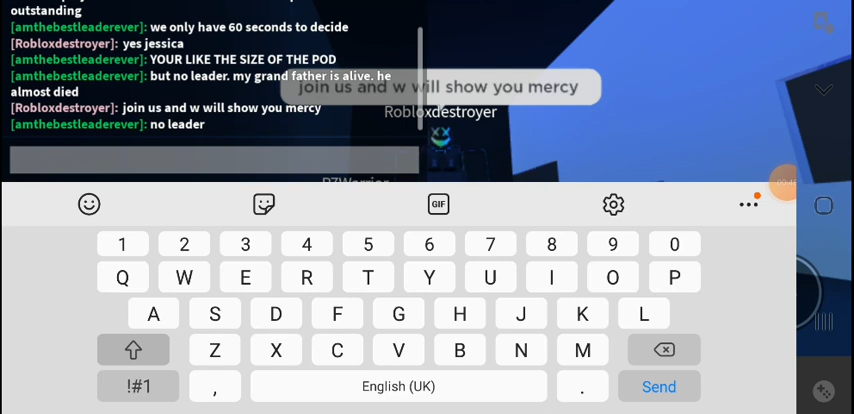 outstanding
[amthebestleaderever]: we only have 60 seconds to decide
[Robloxdestroyer]: yes jessica
[amthebestleaderever]: YOUR LIKE THE SIZE OF THE POD
[amthebestleaderever]: but no leader. my grand father is alive. he
almost died
[Robloxdestroyer]: join us and w will show you mercy
[amthebestleaderever]: no leader
join us and w will show you mercy
Robloxdestroyer
GIF
1 2 3 4 5 6 7 8 9 0
Q W E R T Y U I O P
A S D F G H J K L
Z X C V B N M
!#1 , English (UK) . Send